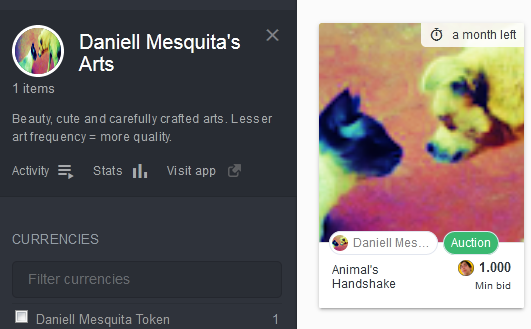 Daniell Mesquita's
Arts
1 items
Beauty, cute and carefully crafted arts. Lesser
art frequency = more quality.
Activity Stats Visit app
CURRENCIES
Filter currencies
Daniell Mesquita Token 1
a month left
Daniell Mes... Auction
Animal's
Handshake
1.000
Min bid